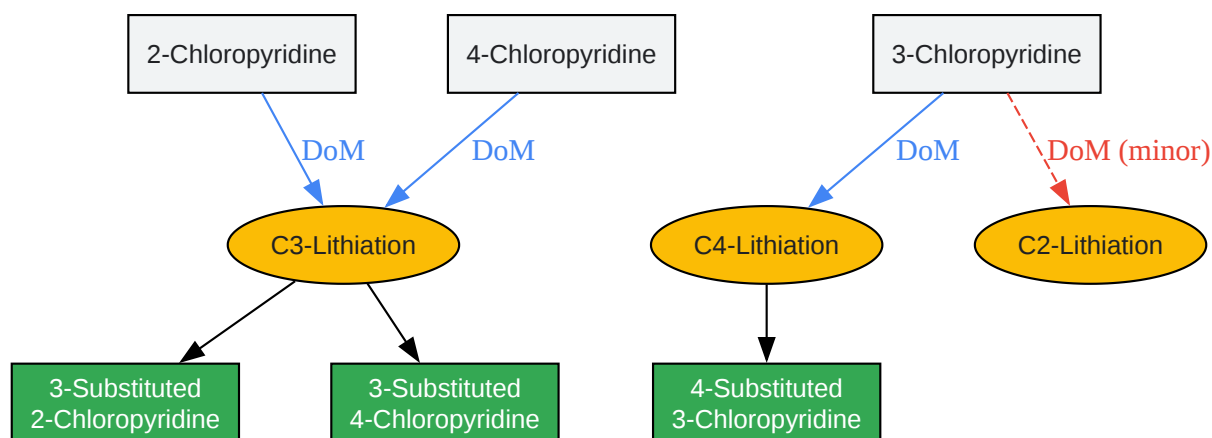 2-Chloropyridine
4-Chloropyridine
3-Chloropyridine
DoM
DoM
DoM
DoM (minor)
C3-Lithiation
C4-Lithiation
C2-Lithiation
3-Substituted
2-Chloropyridine
3-Substituted
4-Chloropyridine
4-Substituted
3-Chloropyridine